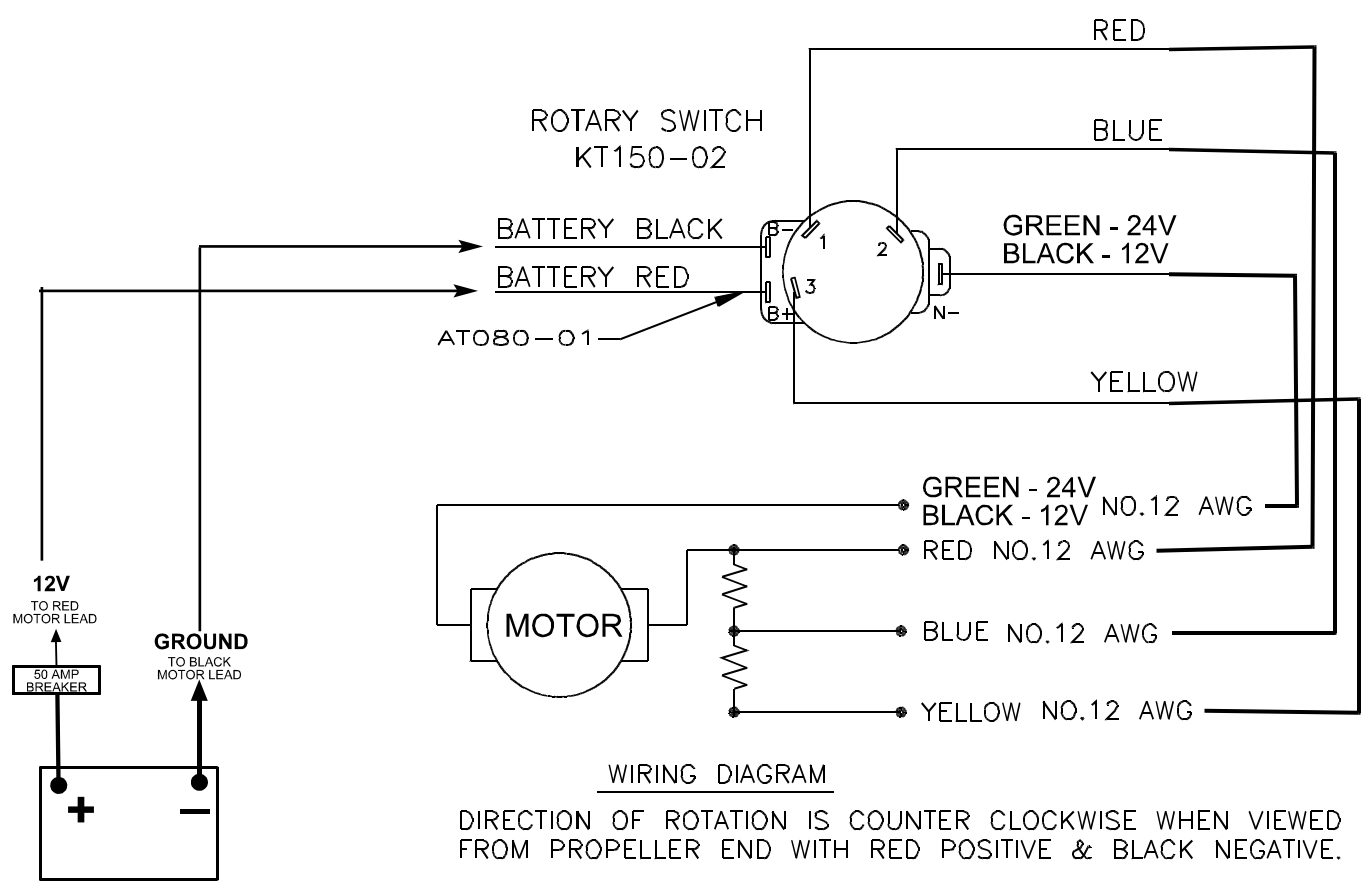 RED
ROTARY SWITCH
KT150-02
BLUE
BATTERY BLACK
B-
1
2
GREEN - 24V
BLACK - 12V
BATTERY RED
3
B+
N-
AT080-01
YELLOW
GREEN - 24V
BLACK - 12V
NO.12 AWG
RED NO.12 AWG
12V
TO RED
MOTOR LEAD
MOTOR
BLUE NO.12 AWG
GROUND
TO BLACK
MOTOR LEAD
50 AMP
BREAKER
YELLOW NO.12 AWG
+
−
WIRING DIAGRAM
DIRECTION OF ROTATION IS COUNTER CLOCKWISE WHEN VIEWED
FROM PROPELLER END WITH RED POSITIVE & BLACK NEGATIVE.